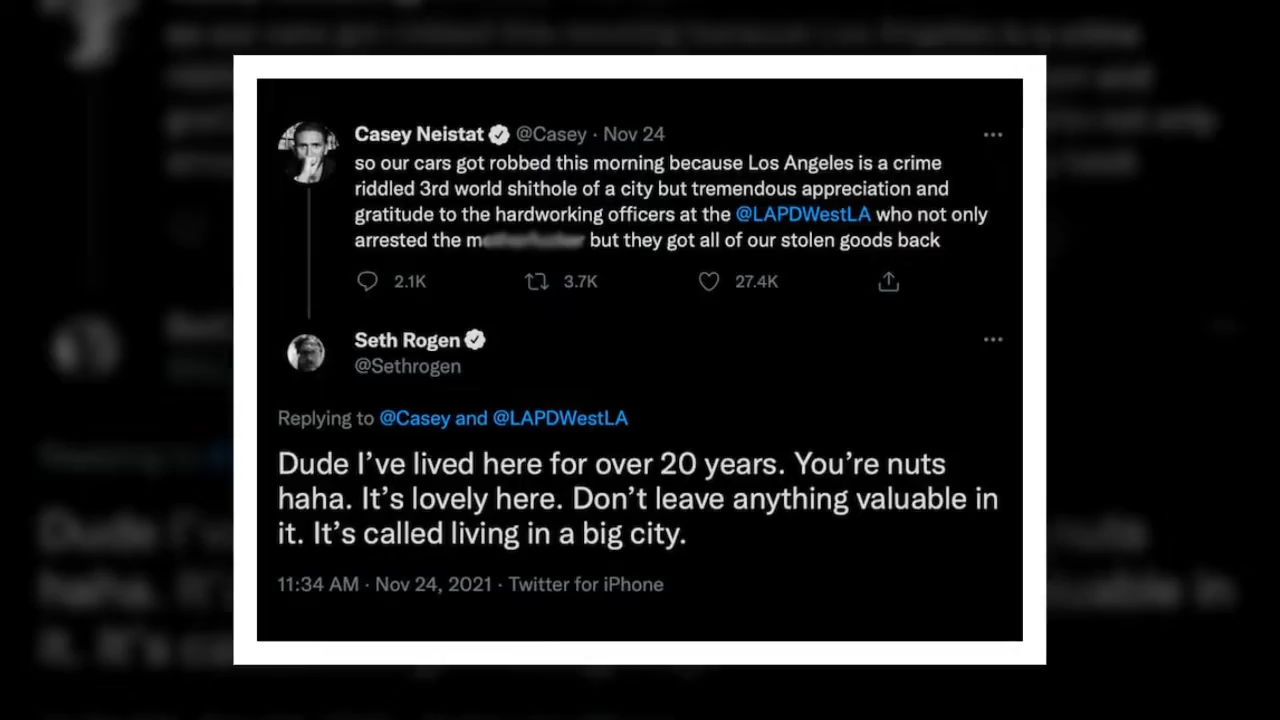 Casey Neistat @Casey · Nov 24
so our cars got robbed this morning because Los Angeles is a crime
riddled 3rd world shithole of a city but tremendous appreciation and
gratitude to the hardworking officers at the @LAPDWestLA who not only
arrested the m but they got all of our stolen goods back
2.1K 3.7K 27.4K
Seth Rogen
@Sethrogen
Replying to @Casey and @LAPDWestLA
Dude I’ve lived here for over 20 years. You’re nuts
haha. It’s lovely here. Don’t leave anything valuable in
it. It’s called living in a big city.
11:34 AM · Nov 24, 2021 · Twitter for iPhone